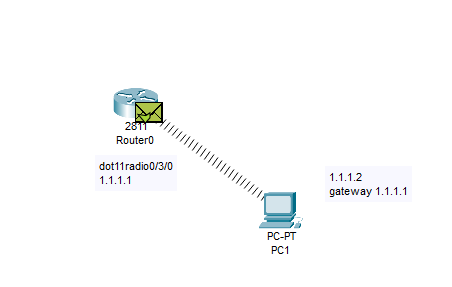 2811
Router0
dot11radio0/3/0
1.1.1.1
1.1.1.2
gateway 1.1.1.1
PC-PT
PC1